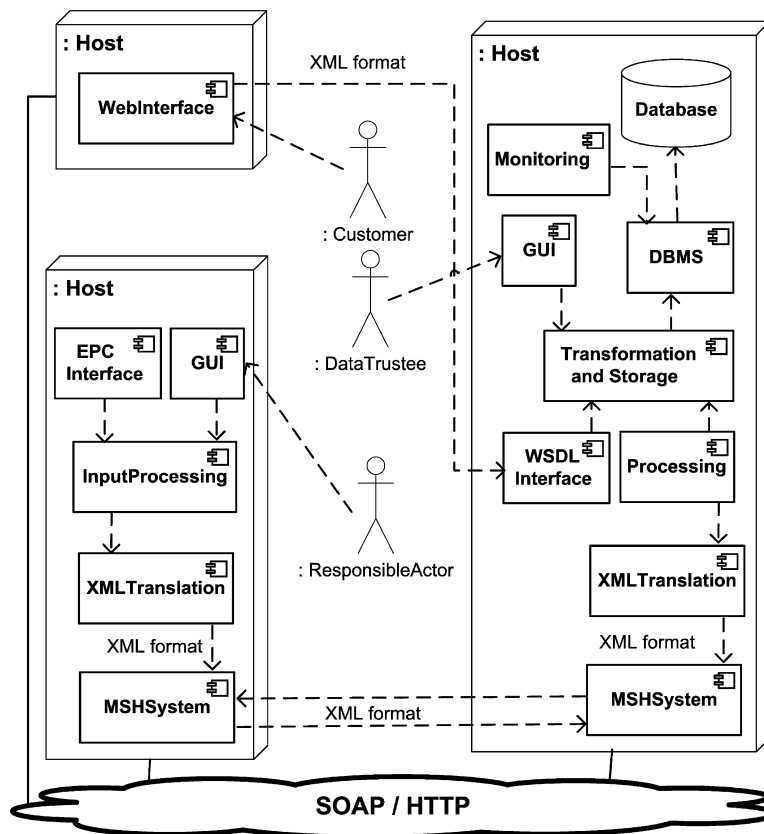 : Host
WebInterface
XML format
: Customer
: DataTrustee
: ResponsibleActor
: Host
EPC
Interface
GUI
InputProcessing
XMLTranslation
XML format
MSHSystem
XML format
: Host
Database
Monitoring
GUI
DBMS
Transformation
and Storage
WSDL
Interface
Processing
XMLTranslation
XML format
MSHSystem
SOAP / HTTP